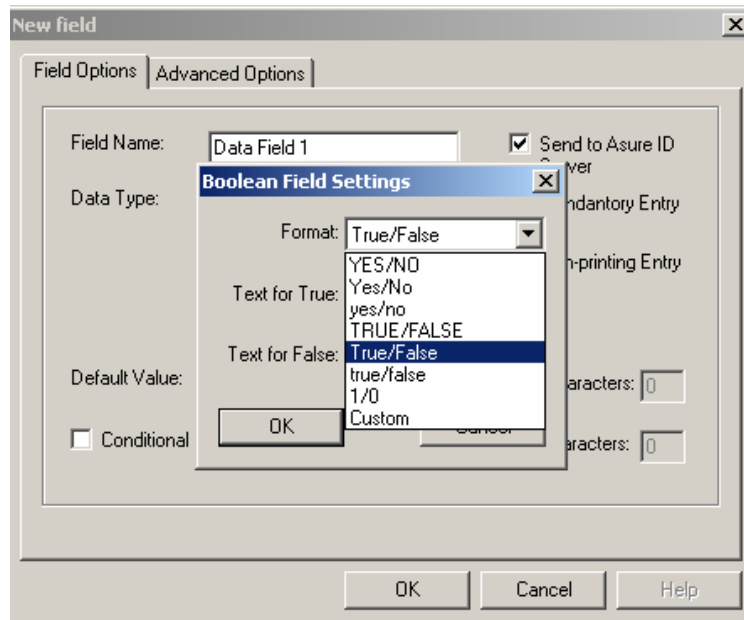 New field
Field Options
Advanced Options
Field Name:
Data Field 1
Send to Asure ID
Data Type:
Boolean Field Settings
Entry
Format:
True/False
YES/NO
Yes/No
yes/no
TRUE/FALSE
True/False
true/false
1/0
Custom
Entry
Text for True:
Text for False:
Default Value:
0
Conditional
OK
0
OK
Cancel
Help